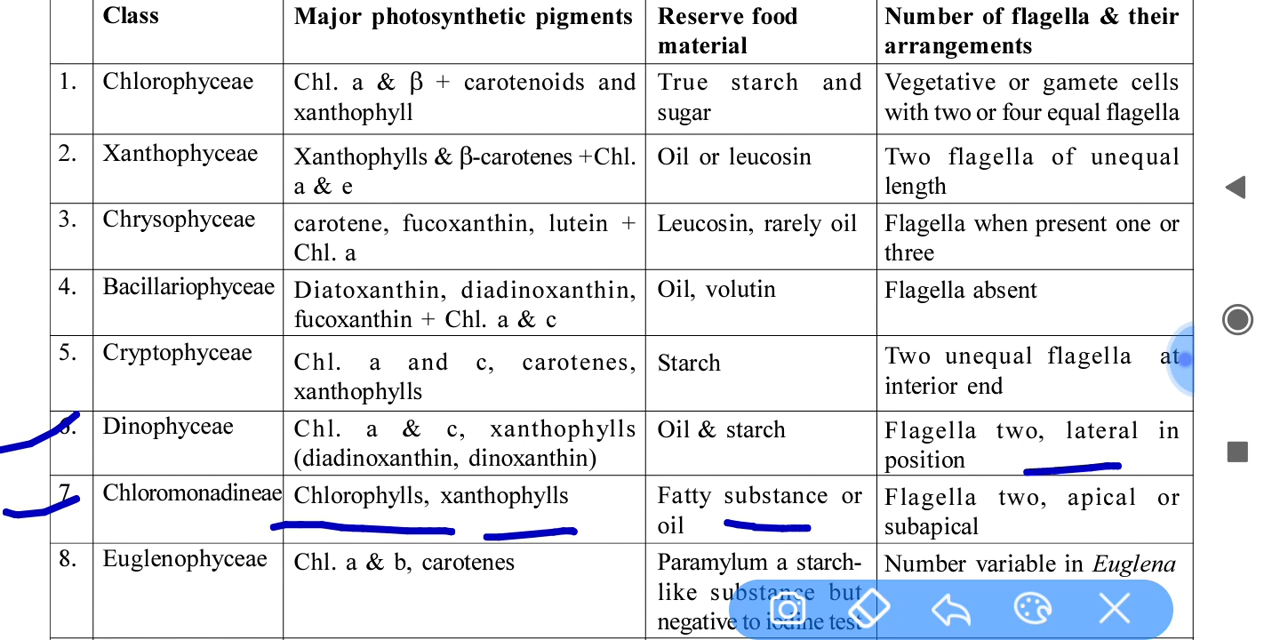 Class Major photosynthetic pigments Reserve food Number of flagella & their
material arrangements
1. Chlorophyceae Chl. a & β + carotenoids and True starch and Vegetative or gamete cells
xanthophyll sugar with two or four equal flagella
2. Xanthophyceae Xanthophylls & β-carotenes +Chl. Oil or leucosin Two flagella of unequal
a & e length
3. Chrysophyceae carotene, fucoxanthin, lutein + Leucosin, rarely oil Flagella when present one or
Chl. a three
4. Bacillariophyceae Diatoxanthin, diadinoxanthin, Oil, volutin Flagella absent
fucoxanthin + Chl. a & c
5. Cryptophyceae Chl. a and c, carotenes, Starch Two unequal flagella at
xanthophylls interior end
6. Dinophyceae Chl. a & c, xanthophylls Oil & starch Flagella two, lateral in
(diadinoxanthin, dinoxanthin) position
7. Chloromonadineae Chlorophylls, xanthophylls Fatty substance or Flagella two, apical or
oil subapical
8. Euglenophyceae Chl. a & b, carotenes Paramylum a starch- Number variable in Euglena
like substance but
negative to iodine test